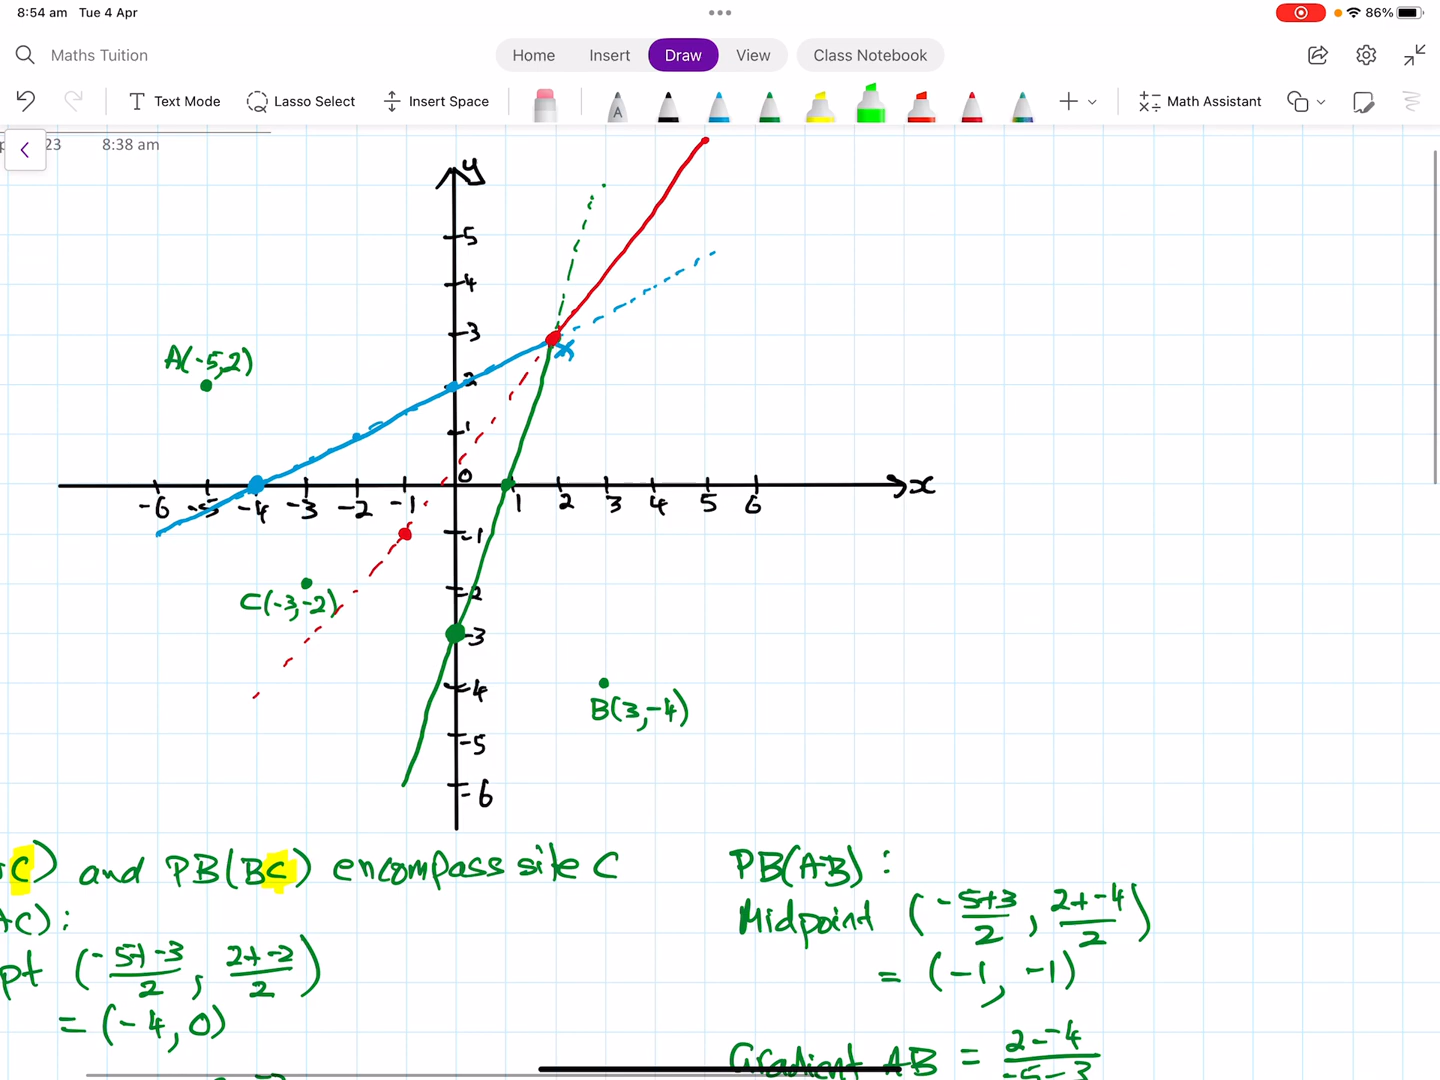 8:54 am Tue 4 Apr
86%
Maths Tuition
Home Insert Draw View Class Notebook
Text Mode Lasso Select Insert Space A Math Assistant
23 8:38 am
y
5
4
3
A(-5,2)
x
2
1
0
-6 -5 -4 -3 -2 -1 1 2 3 4 5 6 x
-1
-2
C(-3,-2)
-3
-4
B(3,-4)
-5
-6
C) and PB(BC) encompass site C
AC):
pt (-5+-3/2, 2+-2/2)
= (-4,0)
PB(AB):
Midpoint (-5+3/2, 2+-4/2)
= (-1, -1)
Gradient AB = 2--4/-5-3